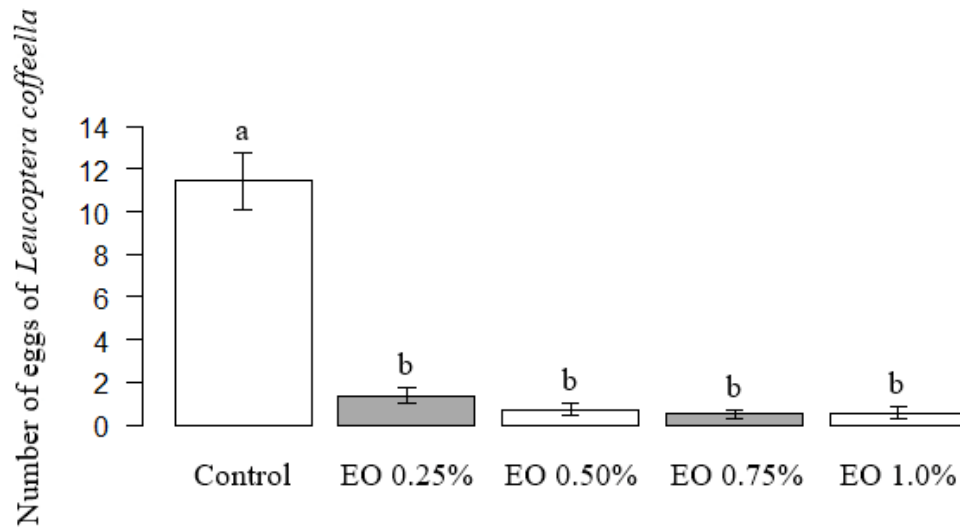 Number of eggs of Leucoptera coffeella
14
12
10
8
6
4
2
0
a
b
b
b
b
Control EO 0.25% EO 0.50% EO 0.75% EO 1.0%